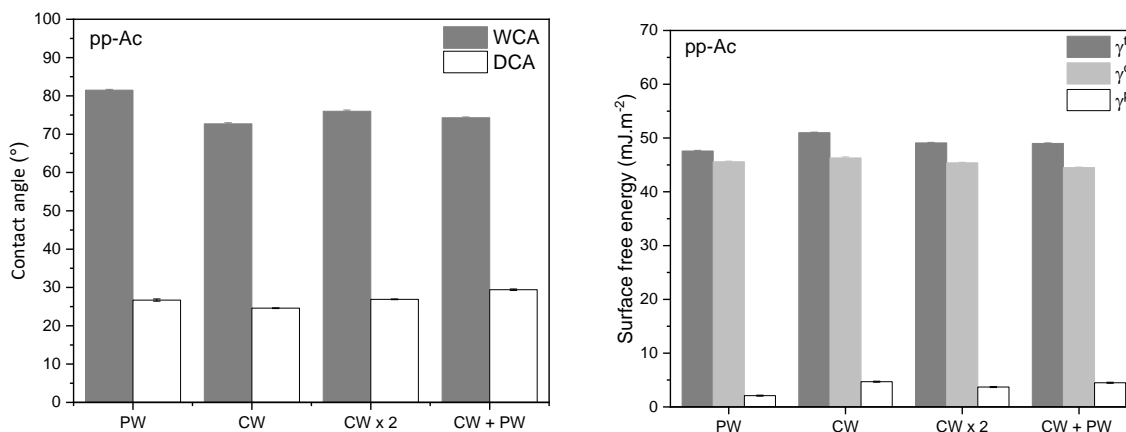 pp-Ac
WCA
DCA
100
90
80
70
60
50
40
30
20
10
0
Contact angle (°)
PW CW CW x 2 CW + PW
pp-Ac
γ
γ
γ
70
60
50
40
30
20
10
0
Surface free energy (mJ.m⁻²)
PW CW CW x 2 CW + PW